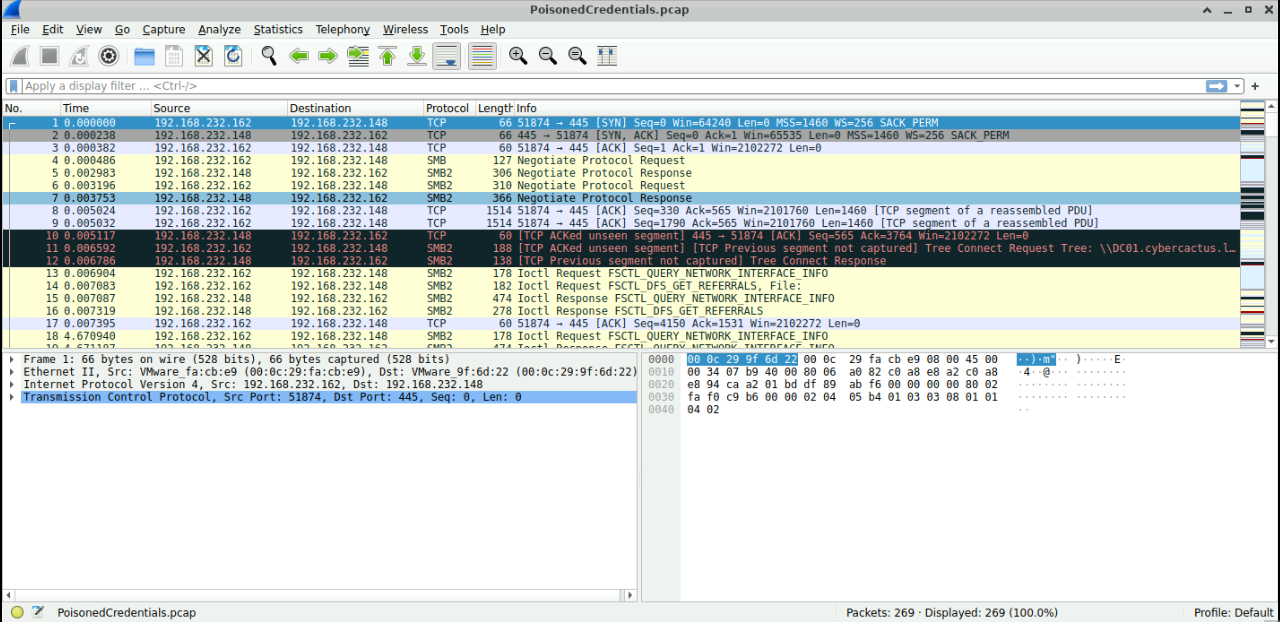 PoisonedCredentials.pcap
File Edit View Go Capture Analyze Statistics Telephony Wireless Tools Help
Apply a display filter … <Ctrl-/>
No. Time Source Destination Protocol Length Info
1 0.000000 192.168.232.162 192.168.232.148 TCP 66 51874 → 445 [SYN] Seq=0 Win=64240 Len=0 MSS=1460 WS=256 SACK_PERM
2 0.000238 192.168.232.148 192.168.232.162 TCP 66 445 → 51874 [SYN, ACK] Seq=0 Ack=1 Win=65535 Len=0 MSS=1460 WS=256 SACK_PERM
3 0.000382 192.168.232.162 192.168.232.148 TCP 60 51874 → 445 [ACK] Seq=1 Ack=1 Win=2102272 Len=0
4 0.000486 192.168.232.162 192.168.232.148 SMB 127 Negotiate Protocol Request
5 0.002983 192.168.232.148 192.168.232.162 SMB2 306 Negotiate Protocol Response
6 0.003196 192.168.232.162 192.168.232.148 SMB2 310 Negotiate Protocol Request
7 0.003753 192.168.232.148 192.168.232.162 SMB2 366 Negotiate Protocol Response
8 0.005024 192.168.232.162 192.168.232.148 TCP 1514 51874 → 445 [ACK] Seq=330 Ack=565 Win=2101760 Len=1460 [TCP segment of a reassembled PDU]
9 0.005032 192.168.232.162 192.168.232.148 TCP 1514 51874 → 445 [ACK] Seq=1790 Ack=565 Win=2101760 Len=1460 [TCP segment of a reassembled PDU]
10 0.005117 192.168.232.148 192.168.232.162 TCP 60 [TCP ACKed unseen segment] 445 → 51874 [ACK] Seq=565 Ack=3764 Win=2102272 Len=0
11 0.006592 192.168.232.162 192.168.232.148 SMB2 188 [TCP ACKed unseen segment] [TCP Previous segment not captured] Tree Connect Request Tree: \\DC01.cybercactus.l…
12 0.006786 192.168.232.148 192.168.232.162 SMB2 138 [TCP Previous segment not captured] Tree Connect Response
13 0.006904 192.168.232.162 192.168.232.148 SMB2 178 Ioctl Request FSCTL_QUERY_NETWORK_INTERFACE_INFO
14 0.007083 192.168.232.162 192.168.232.148 SMB2 182 Ioctl Request FSCTL_DFS_GET_REFERRALS, File:
15 0.007087 192.168.232.148 192.168.232.162 SMB2 474 Ioctl Response FSCTL_QUERY_NETWORK_INTERFACE_INFO
16 0.007319 192.168.232.148 192.168.232.162 SMB2 278 Ioctl Response FSCTL_DFS_GET_REFERRALS
17 0.007395 192.168.232.162 192.168.232.148 TCP 60 51874 → 445 [ACK] Seq=4150 Ack=1531 Win=2102272 Len=0
18 4.670940 192.168.232.162 192.168.232.148 SMB2 178 Ioctl Request FSCTL_QUERY_NETWORK_INTERFACE_INFO
Frame 1: 66 bytes on wire (528 bits), 66 bytes captured (528 bits)
Ethernet II, Src: VMware_fa:cb:e9 (00:0c:29:fa:cb:e9), Dst: VMware_9f:6d:22 (00:0c:29:9f:6d:22)
Internet Protocol Version 4, Src: 192.168.232.162, Dst: 192.168.232.148
Transmission Control Protocol, Src Port: 51874, Dst Port: 445, Seq: 0, Len: 0
0000 00 0c 29 9f 6d 22 00 0c 29 fa cb e9 08 00 45 00 ··)·m"·· )·····E·
0010 00 34 07 b9 40 00 80 06 a0 82 c0 a8 e8 a2 c0 a8 ·4··@··· ········
0020 e8 94 ca a2 01 bd df 89 ab f6 00 00 00 00 80 02 ········ ········
0030 fa f0 c9 b6 00 00 02 04 05 b4 01 03 03 08 01 01 ········ ········
0040 04 02 ··
PoisonedCredentials.pcap Packets: 269 · Displayed: 269 (100.0%) Profile: Default